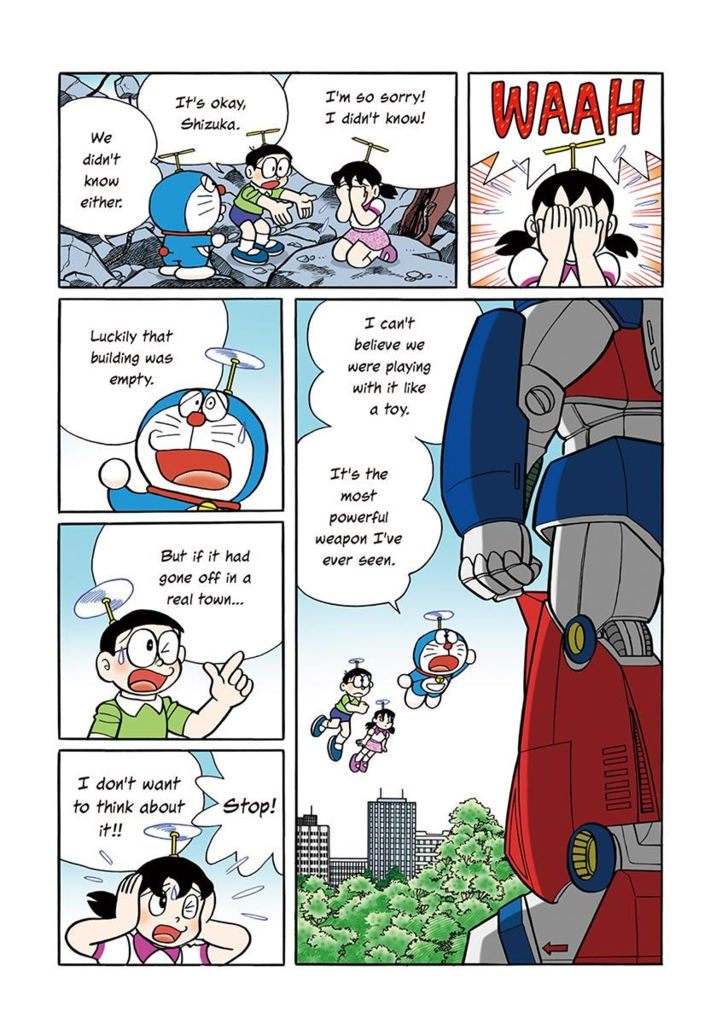 I'm so sorry!
I didn't know!
It's okay,
Shizuka.
We
didn't
know
either.
WAAH
Luckily that
building was
empty.
But if it had
gone off in a
real town...
Stop!
I don't want
to think about
it!!
I can't
believe we
were playing
with it like
a toy.
It's the
most
powerful
weapon I've
ever seen.